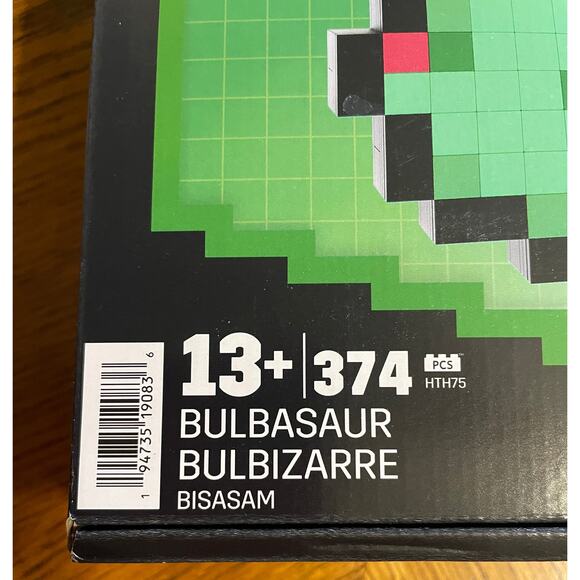 13+ 374 PCS
HTH75
BULBASAUR
BULBIZARRE
BISASAM
1 94735 19083 6